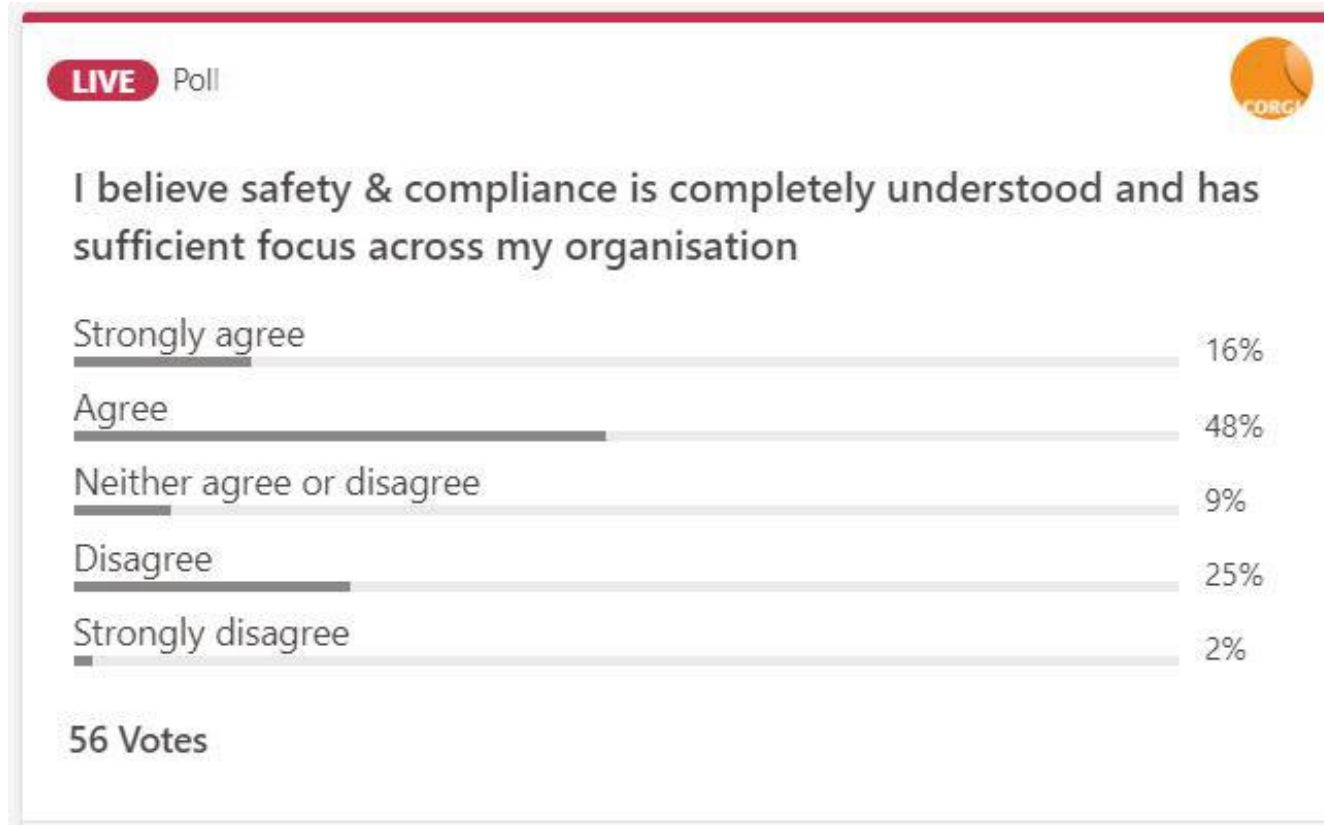 LIVE Poll
CORGI
I believe safety & compliance is completely understood and has
sufficient focus across my organisation
Strongly agree
16%
Agree
48%
Neither agree or disagree
9%
Disagree
25%
Strongly disagree
2%
56 Votes